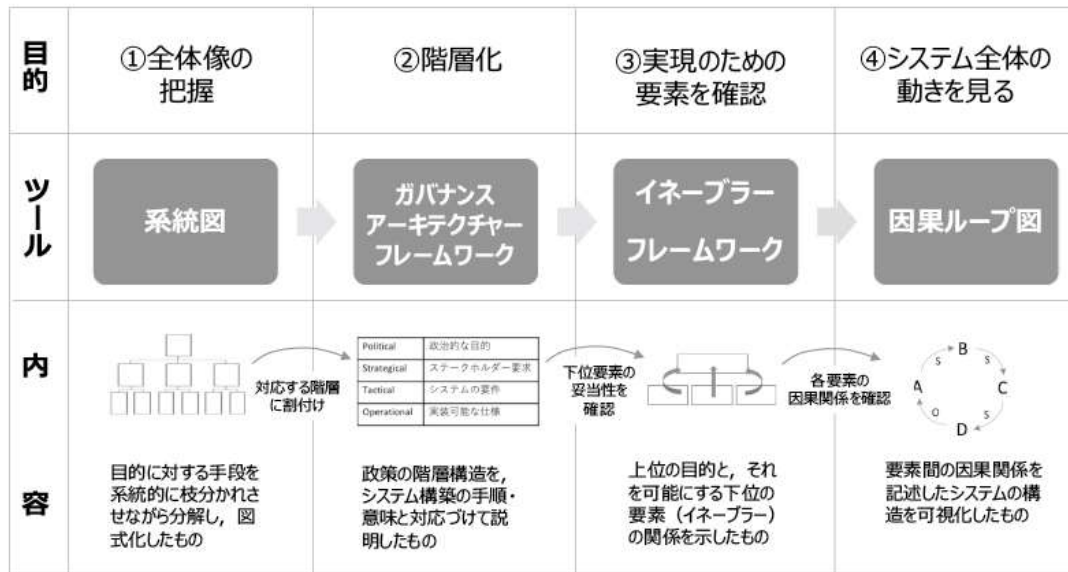 目的
①全体像の
把握
②階層化
③実現のための
要素を確認
④システム全体の
動きを見る
ツール
系統図
ガバナンス
アーキテクチャー
フレームワーク
イネーブラー
フレームワーク
因果ループ図
内容
対応する階層
に割付け
Political 政治的な目的
Strategical ステークホルダー要求
Tactical システムの要件
Operational 実装可能な仕様
下位要素の
妥当性を
確認
各要素の
因果関係を確認
B
S
S
A
C
O
S
D
目的に対する手段を
系統的に枝分かれさ
せながら分解し，図
式化したもの
政策の階層構造を，
システム構築の手順・
意味と対応づけて説
明したもの
上位の目的と，それ
を可能にする下位の
要素（イネーブラー）
の関係を示したもの
要素間の因果関係を
記述したシステムの構
造を可視化したもの